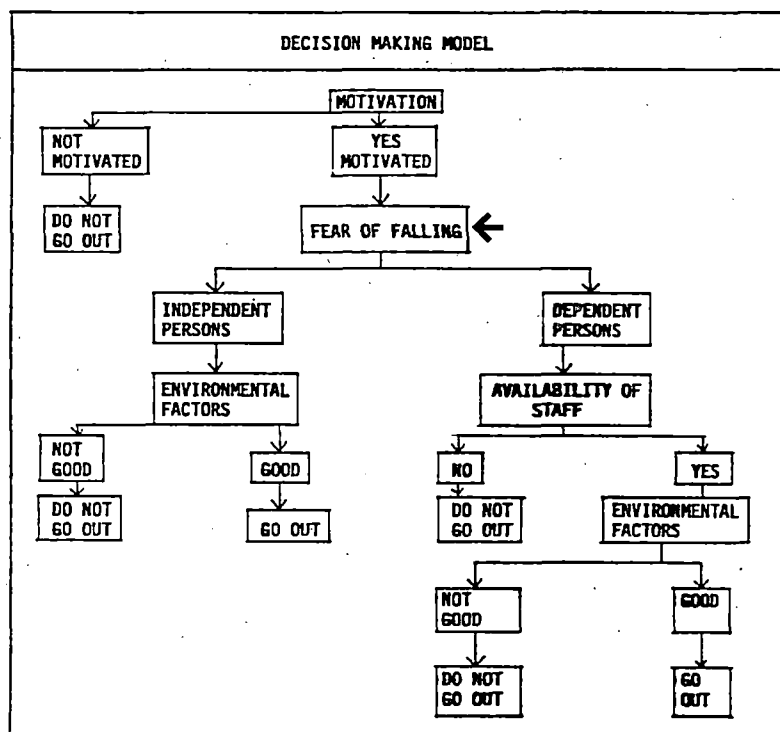 DECISION MAKING MODEL
MOTIVATION
NOT
MOTIVATED
YES
MOTIVATED
DO NOT
GO OUT
FEAR OF FALLING
INDEPENDENT
PERSONS
DEPENDENT
PERSONS
ENVIRONMENTAL
FACTORS
AVAILABILITY OF
STAFF
NOT
GOOD
GOOD
NO
YES
DO NOT
GO OUT
GO OUT
DO NOT
GO OUT
ENVIRONMENTAL
FACTORS
NOT
GOOD
GOOD
DO NOT
GO OUT
GO
OUT